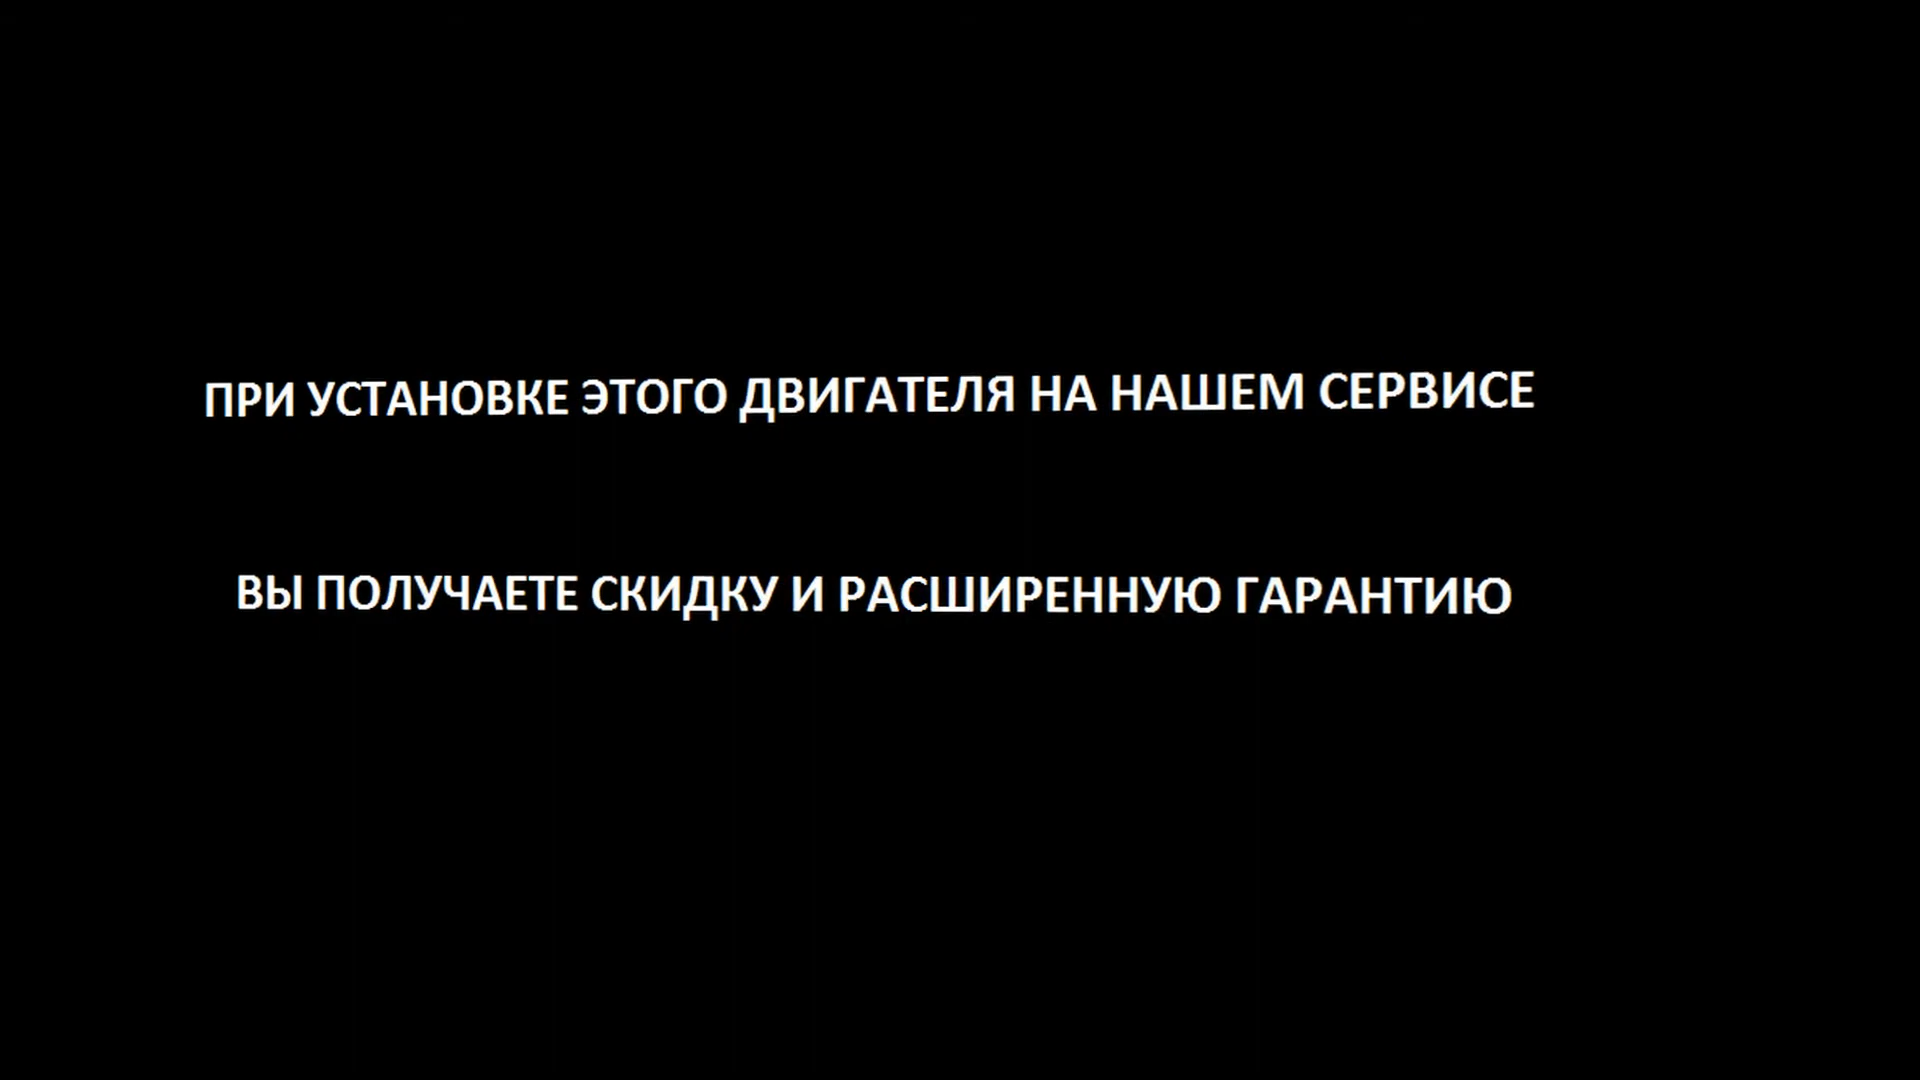 ПРИ УСТАНОВКЕ ЭТОГО ДВИГАТЕЛЯ НА НАШЕМ СЕРВИСЕ
ВЫ ПОЛУЧАЕТЕ СКИДКУ И РАСШИРЕННУЮ ГАРАНТИЮ